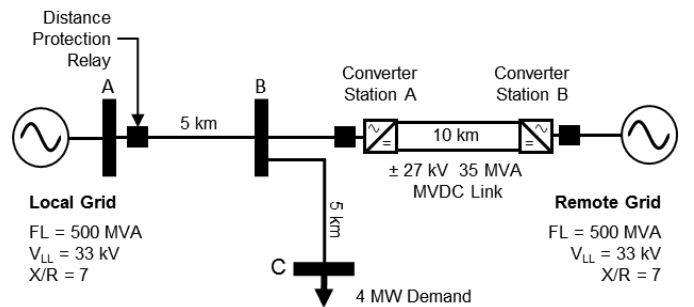 Distance
Protection
Relay
A
B
Converter
Station A
Converter
Station B
5 km
10 km
± 27 kV  35 MVA
MVDC Link
Local Grid
FL = 500 MVA
V_LL = 33 kV
X/R = 7
5 km
Remote Grid
FL = 500 MVA
V_LL = 33 kV
X/R = 7
C
4 MW Demand